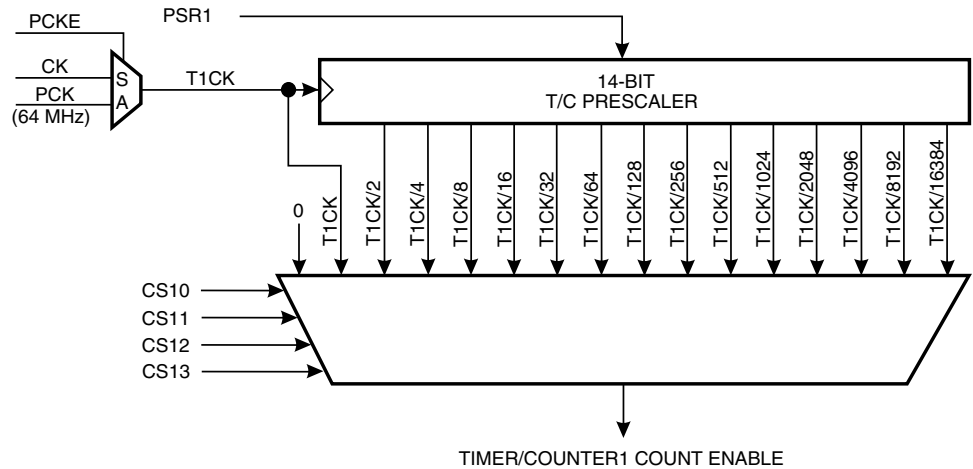 PCKE
PSR1
CK
S
T1CK
PCK
A
(64 MHz)
14-BIT
T/C PRESCALER
0
T1CK
T1CK/2
T1CK/4
T1CK/8
T1CK/16
T1CK/32
T1CK/64
T1CK/128
T1CK/256
T1CK/512
T1CK/1024
T1CK/2048
T1CK/4096
T1CK/8192
T1CK/16384
CS10
CS11
CS12
CS13
TIMER/COUNTER1 COUNT ENABLE